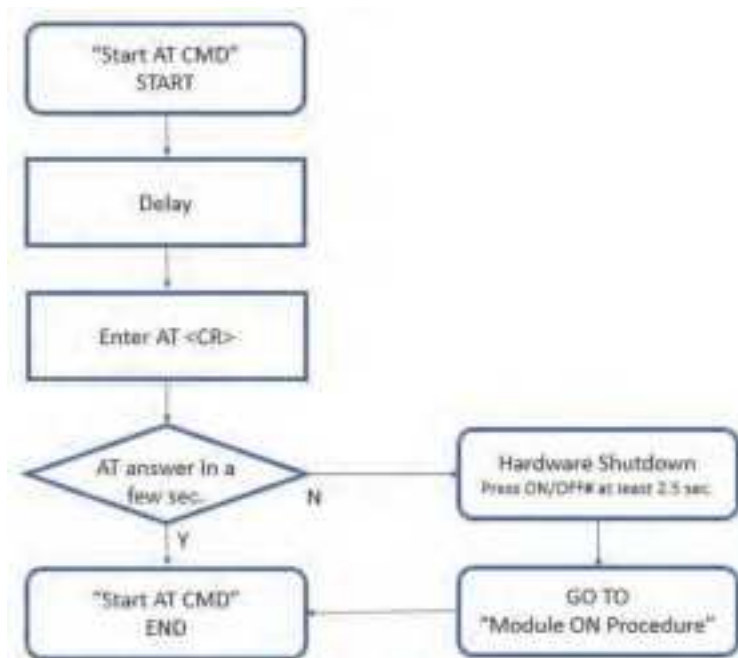 "Start AT CMD"
START
Delay
Enter AT <CR>
AT answer in a
few sec.
N
Y
Hardware Shutdown
Press ON/OFF# at least 2.5 sec
"Start AT CMD"
END
GO TO
"Module ON Procedure"